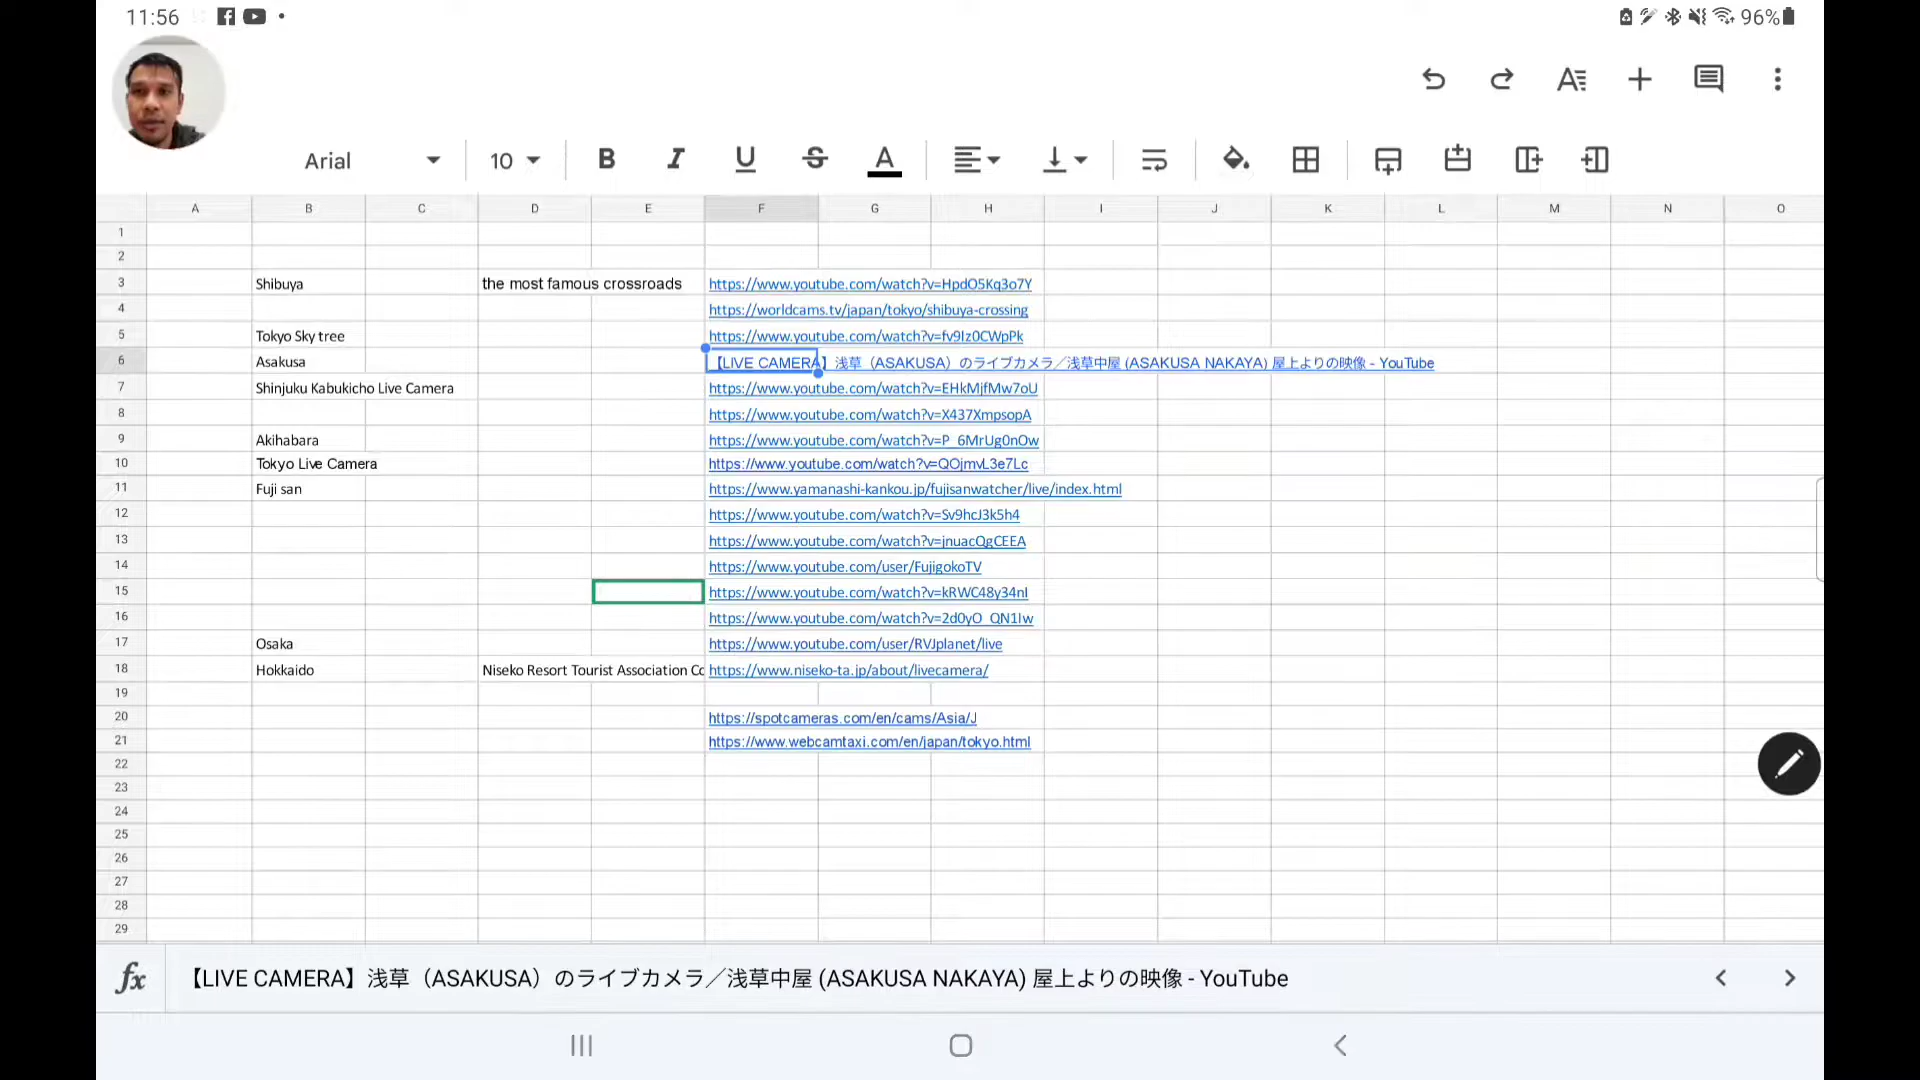 11:56
96%
Arial 10 B I U S A
A B C D E F G H I J K L M N O
1
2
3 Shibuya the most famous crossroads https://www.youtube.com/watch?v=HpdO5Kq3o7Y
4 https://worldcams.tv/japan/tokyo/shibuya-crossing
5 Tokyo Sky tree https://www.youtube.com/watch?v=fv9Iz0CWpPk
6 Asakusa 【LIVE CAMERA】浅草（ASAKUSA）のライブカメラ／浅草中屋 (ASAKUSA NAKAYA) 屋上よりの映像 - YouTube
7 Shinjuku Kabukicho Live Camera https://www.youtube.com/watch?v=EHkMjfMw7oU
8 https://www.youtube.com/watch?v=X437XmpsopA
9 Akihabara https://www.youtube.com/watch?v=P_6MrUg0nOw
10 Tokyo Live Camera https://www.youtube.com/watch?v=QOjmvL3e7Lc
11 Fuji san https://www.yamanashi-kankou.jp/fujisanwatcher/live/index.html
12 https://www.youtube.com/watch?v=Sv9hcJ3k5h4
13 https://www.youtube.com/watch?v=jnuacQgCEEA
14 https://www.youtube.com/user/FujigokoTV
15 https://www.youtube.com/watch?v=kRWC48y34nI
16 https://www.youtube.com/watch?v=2d0yO_QN1Iw
17 Osaka https://www.youtube.com/user/RVJplanet/live
18 Hokkaido Niseko Resort Tourist Association Co https://www.niseko-ta.jp/about/livecamera/
19
20 https://spotcameras.com/en/cams/Asia/J
21 https://www.webcamtaxi.com/en/japan/tokyo.html
22
23
24
25
26
27
28
29
fx 【LIVE CAMERA】浅草（ASAKUSA）のライブカメラ／浅草中屋 (ASAKUSA NAKAYA) 屋上よりの映像 - YouTube